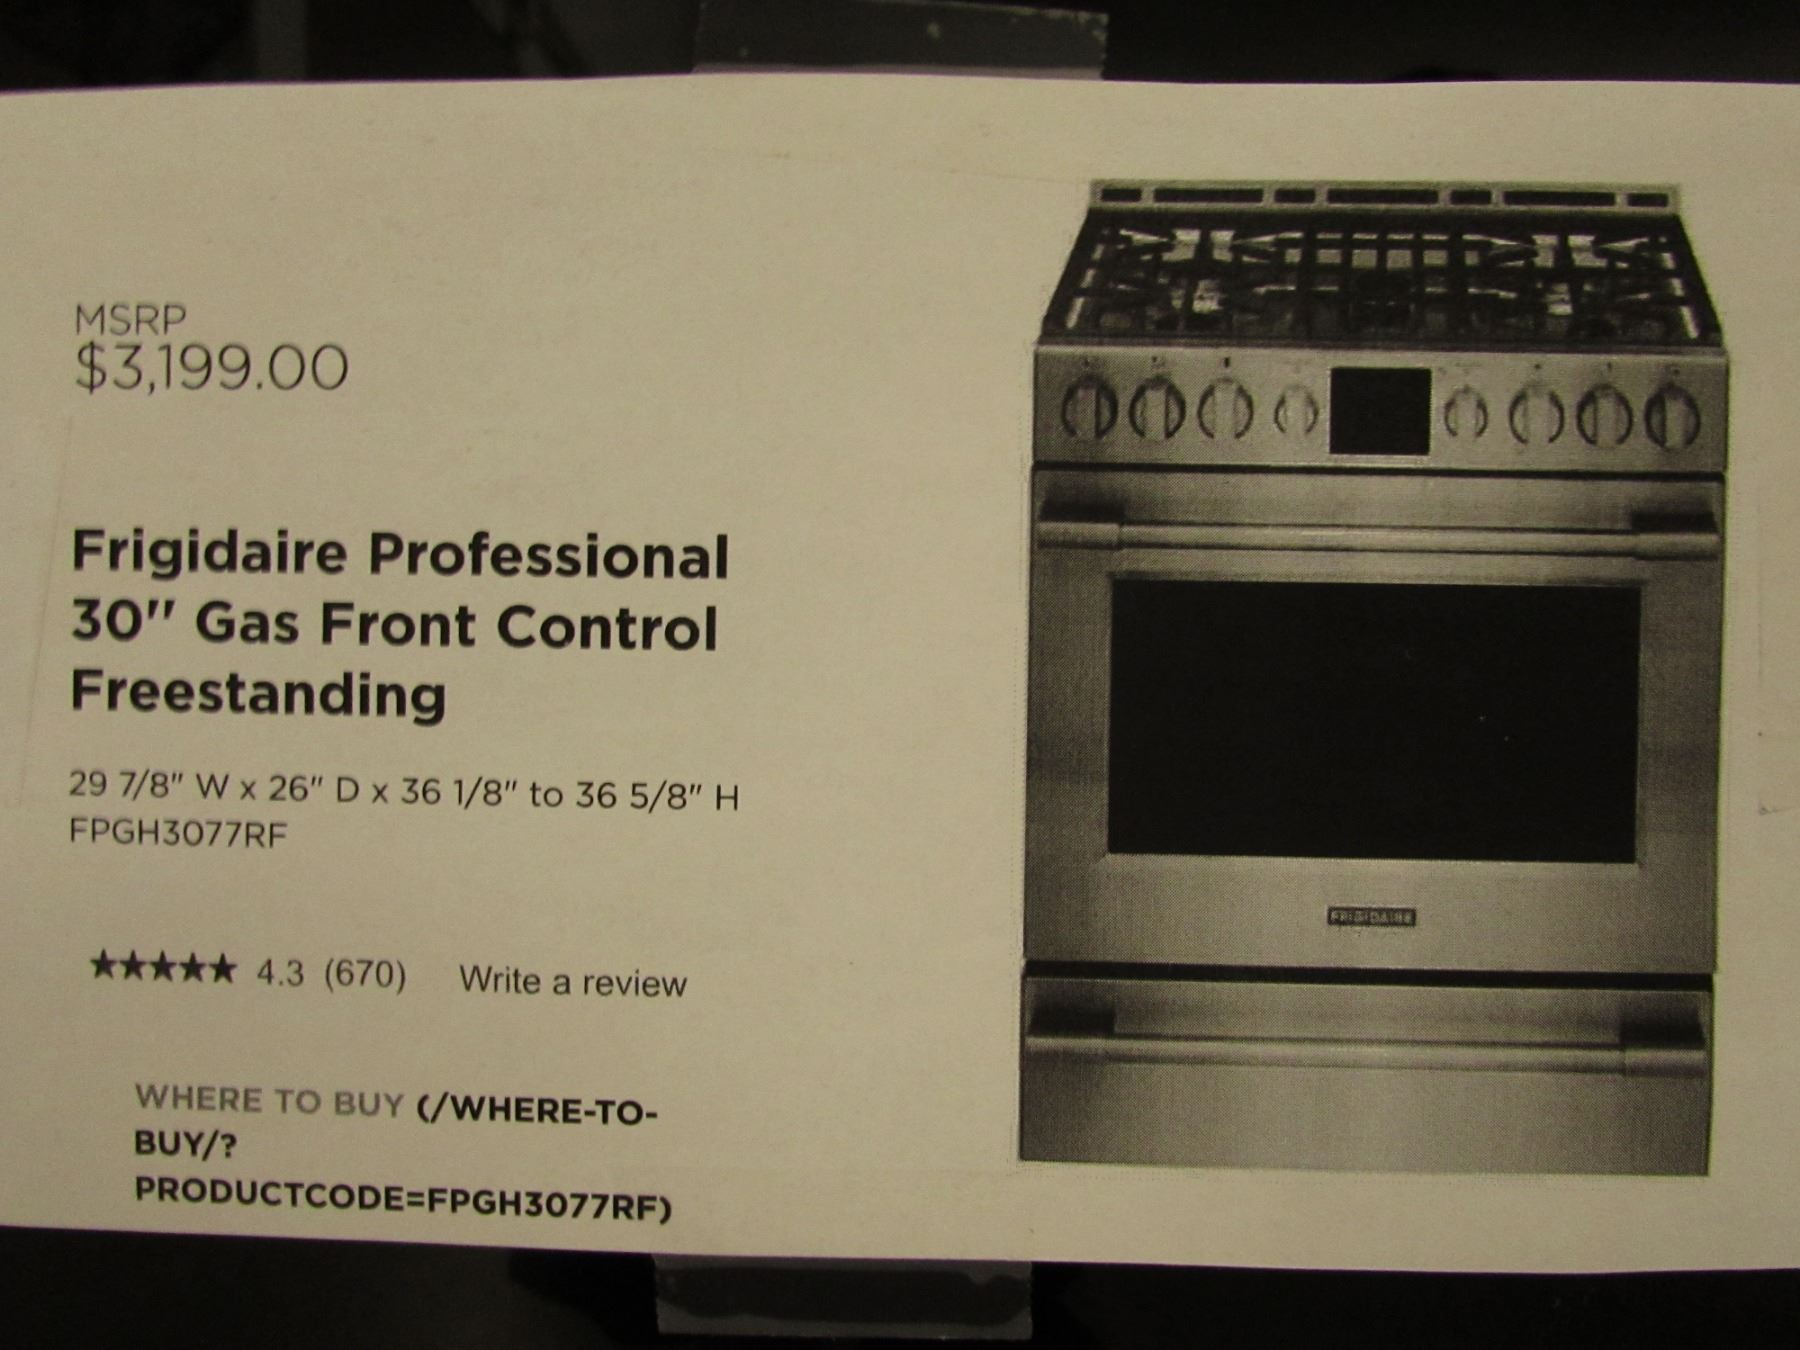 MSRP
$3,199.00
Frigidaire Professional
30" Gas Front Control
Freestanding
29 7/8" W x 26" D x 36 1/8" to 36 5/8" H
FPGH3077RF
★★★★★ 4.3 (670) Write a review
WHERE TO BUY (/WHERE-TO-
BUY/?
PRODUCTCODE=FPGH3077RF)
FRIGIDAIRE